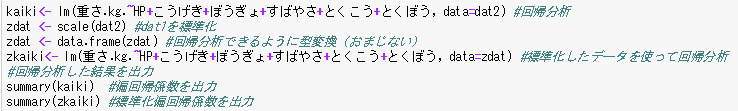 kaiki<- lm(重さ.kg.~HP+こうげき+ぼうぎょ+すばやさ+とくこう+とくぼう, data=dat2) #回帰分析
zdat <- scale(dat2) #dat1を標準化
zdat <- data.frame(zdat) #回帰分析できるように型変換（おまじない）
zkaiki<- lm(重さ.kg.~HP+こうげき+ぼうぎょ+すばやさ+とくこう+とくぼう, data=zdat) #標準化したデータを使って回帰分析
#回帰分析した結果を出力
summary(kaiki) #偏回帰係数を出力
summary(zkaiki) #標準化偏回帰係数を出力